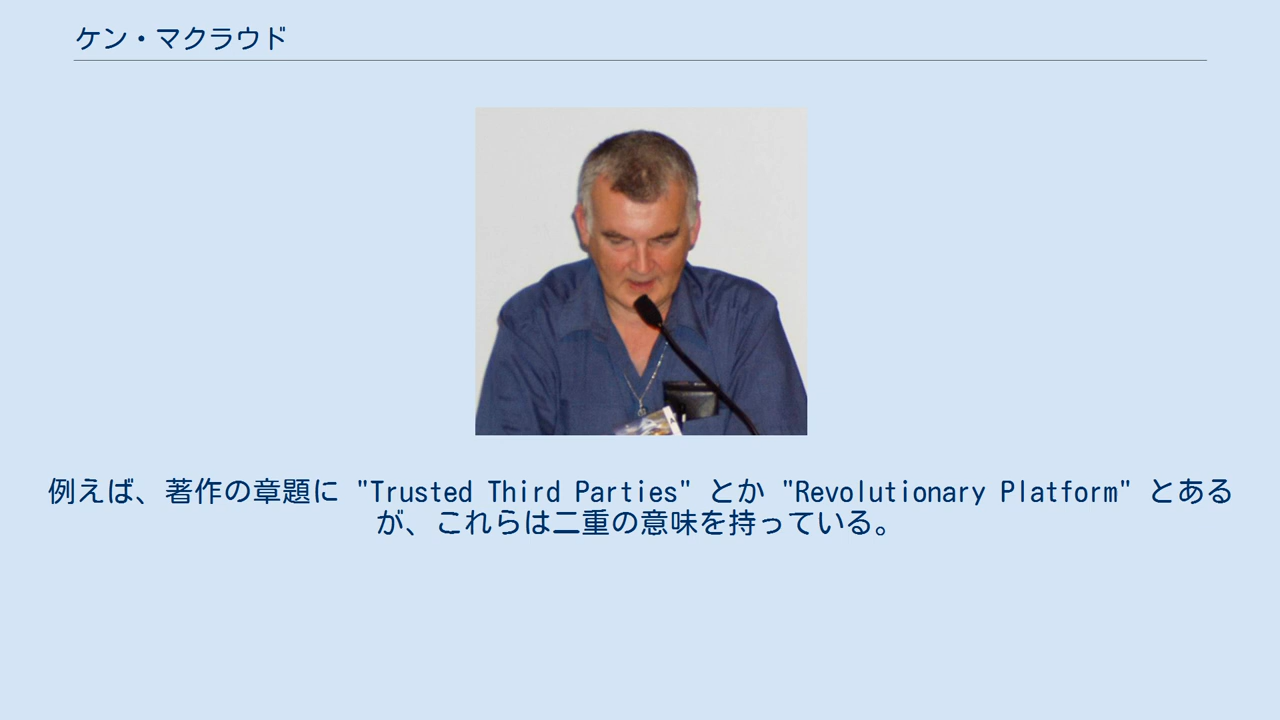 ケン・マクラウド
例えば、著作の章題に "Trusted Third Parties" とか "Revolutionary Platform" とある
が、これらは二重の意味を持っている。